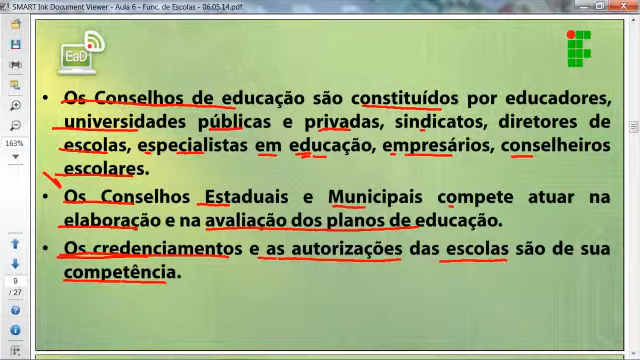 SMART Ink Document Viewer - Aula 6 - Func. de Escolas - 06.05.14.pdf
EaD
• Os Conselhos de educação são constituídos por educadores,
universidades públicas e privadas, sindicatos, diretores de
escolas, especialistas em educação, empresários, conselheiros
escolares.
• Os Conselhos Estaduais e Municipais compete atuar na
elaboração e na avaliação dos planos de educação.
• Os credenciamentos e as autorizações das escolas são de sua
competência.
163%
9
/ 27